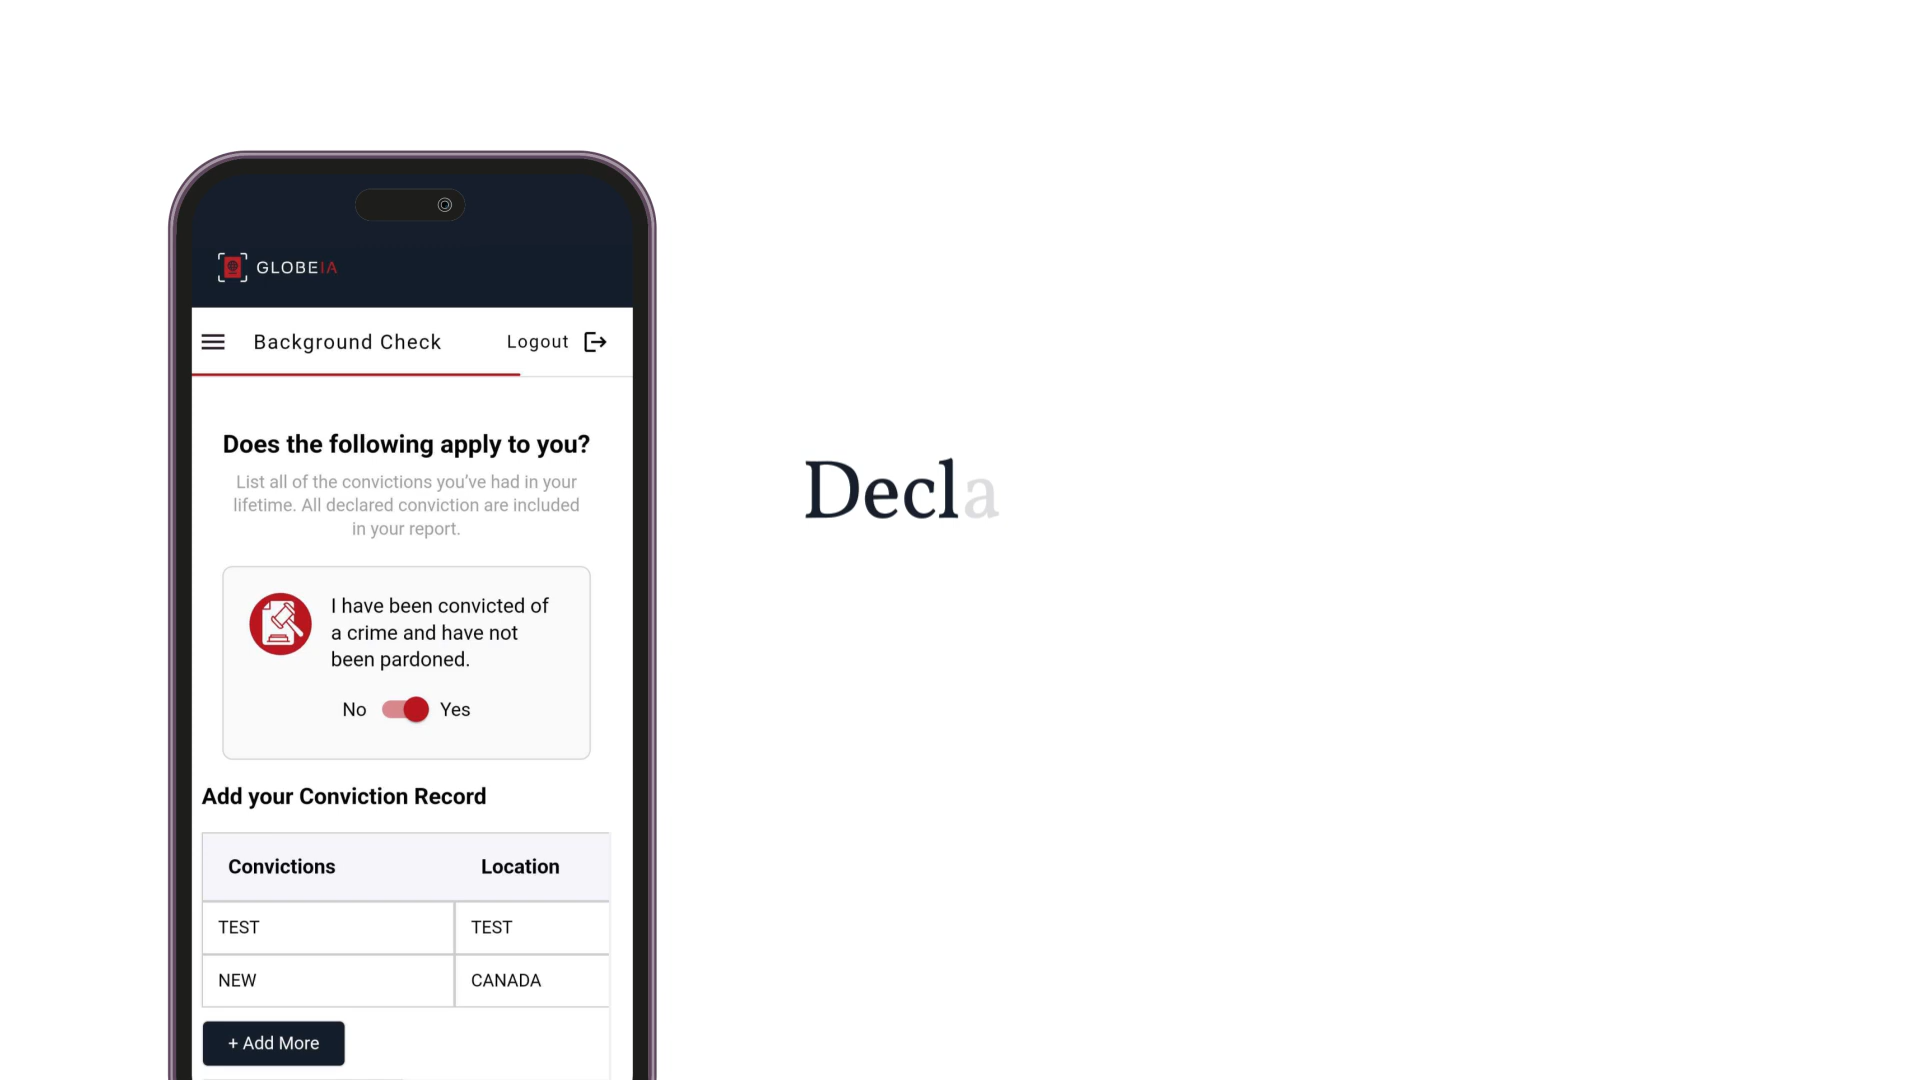 GLOBEIA
Background Check
Logout
Does the following apply to you?
List all of the convictions you’ve had in your
lifetime. All declared conviction are included
in your report.
I have been convicted of
a crime and have not
been pardoned.
No
Yes
Add your Conviction Record
Convictions
Location
TEST
TEST
NEW
CANADA
+ Add More
Decla